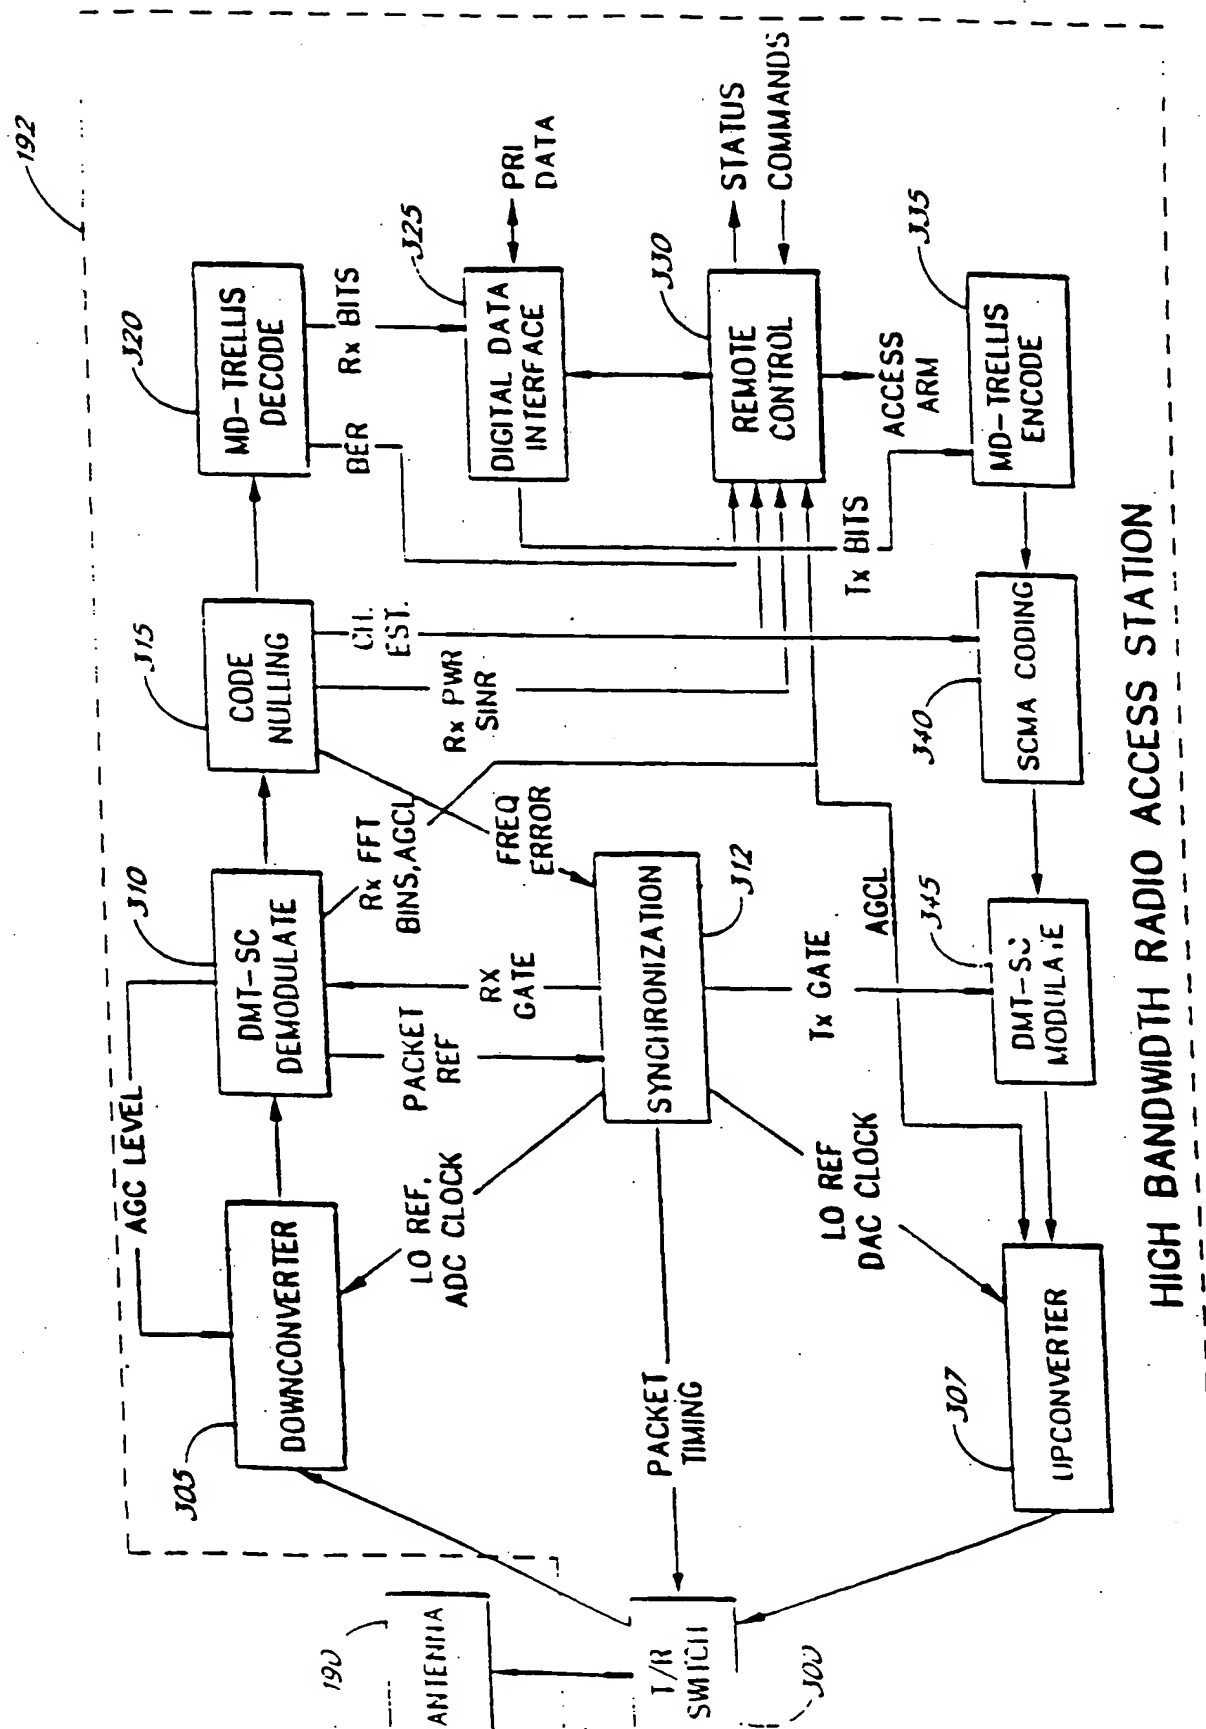 192
AGC LEVEL
305
DOWNCONVERTER
310
DMT-SC
DEMODULATE
315
CODE
NULLING
320
MD-TRELLIS
DECODE
190
ANTENNA
LO REF,
ADC CLOCK
PACKET
REF
RX
GATE
Rx FFT
BINS, AGCL
FREQ
ERROR
Rx PWR
SINR
CH.
EST.
BER
Rx BITS
325
DIGITAL DATA
INTERFACE
PRI
DATA
T/R
SWITCH
300
PACKET
TIMING
SYNCHRONIZATION
312
330
REMOTE
CONTROL
STATUS
COMMANDS
LO REF
DAC CLOCK
Tx GATE
AGCL
Tx BITS
ACCESS
ARM
307
UPCONVERTER
345
DMT-SC
MODULATE
340
SCMA CODING
335
MD-TRELLIS
ENCODE
HIGH BANDWIDTH RADIO ACCESS STATION